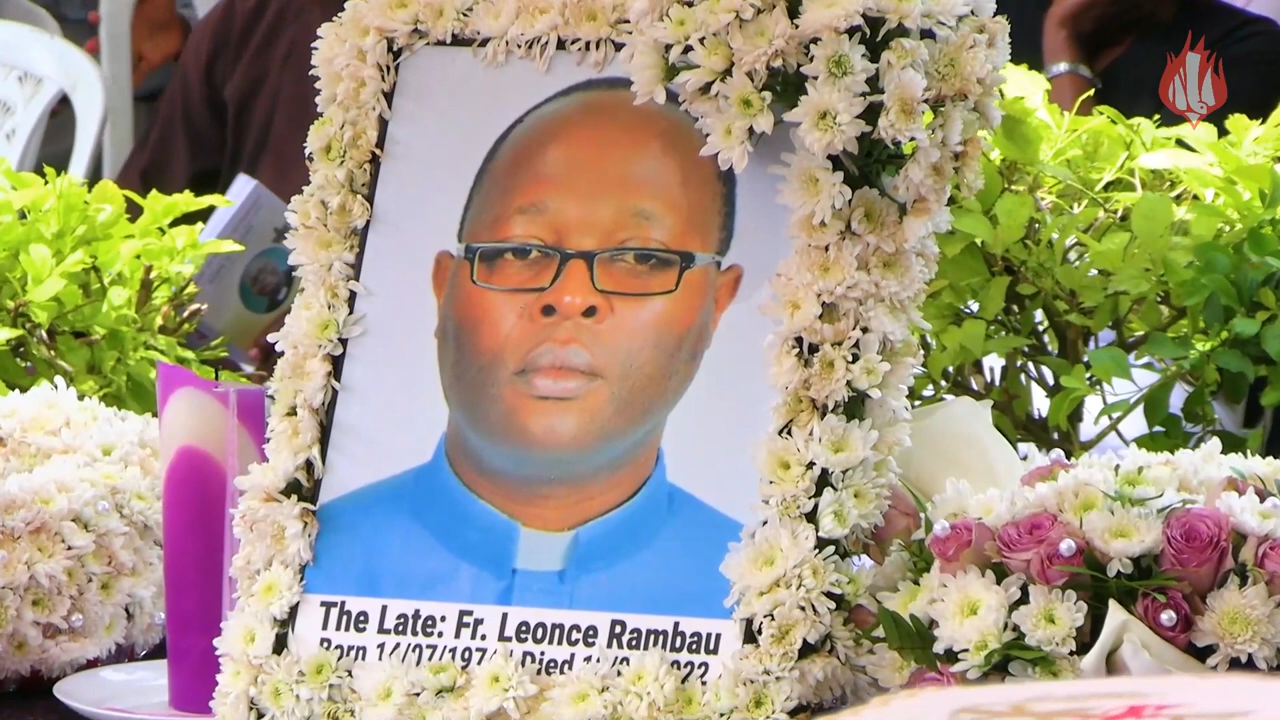 The Late: Fr. Leonce Rambau
Born 14/07/197 Died